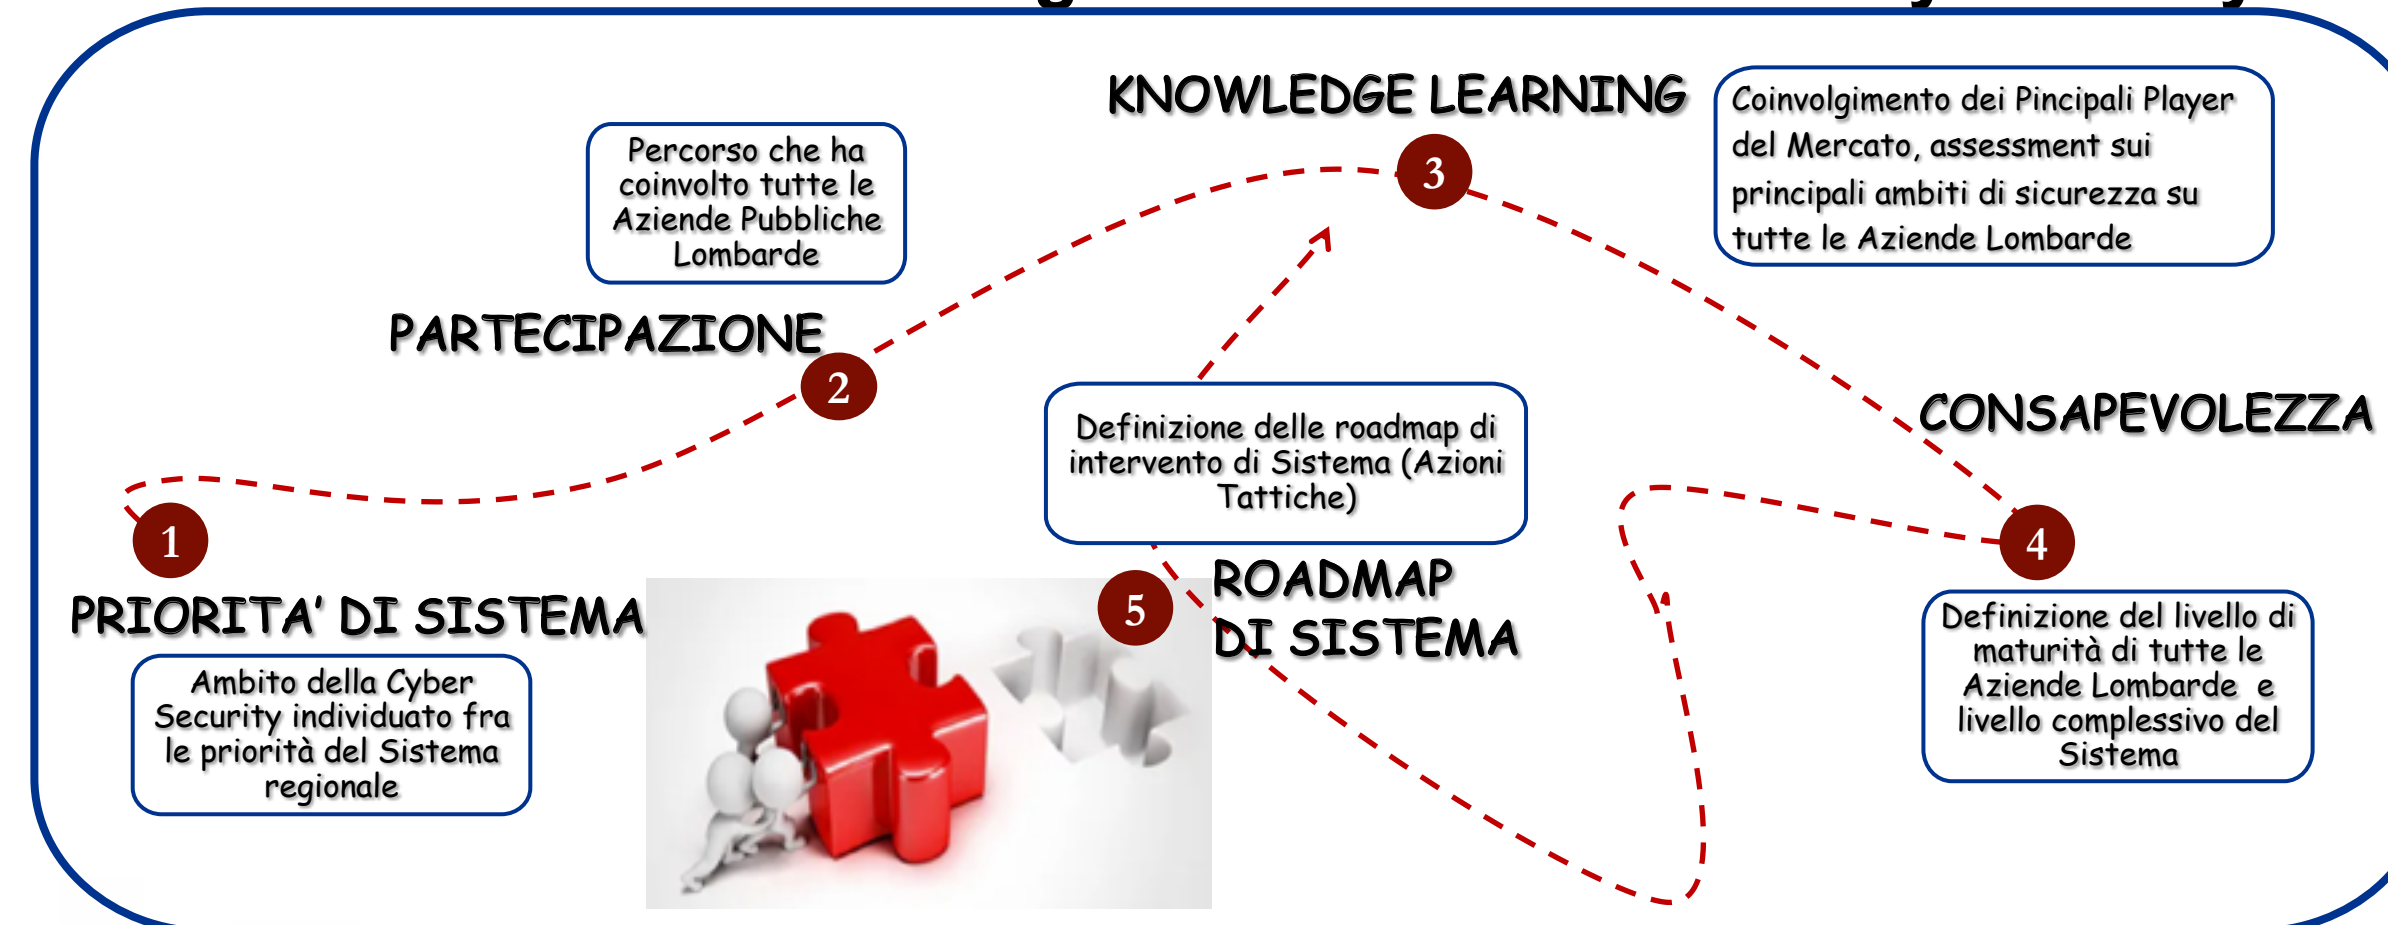 KNOWLEDGE LEARNING
Coinvolgimento dei Pincipali Player
del Mercato, assessment sui
principali ambiti di sicurezza su
tutte le Aziende Lombarde
3
Percorso che ha
coinvolto tutte le
Aziende Pubbliche
Lombarde
PARTECIPAZIONE
2
CONSAPEVOLEZZA
4
Definizione del livello di
maturità di tutte le
Aziende Lombarde e
livello complessivo del
Sistema
Definizione delle roadmap di
intervento di Sistema (Azioni
Tattiche)
5
ROADMAP
DI SISTEMA
1
PRIORITA’ DI SISTEMA
Ambito della Cyber
Security individuato fra
le priorità del Sistema
regionale